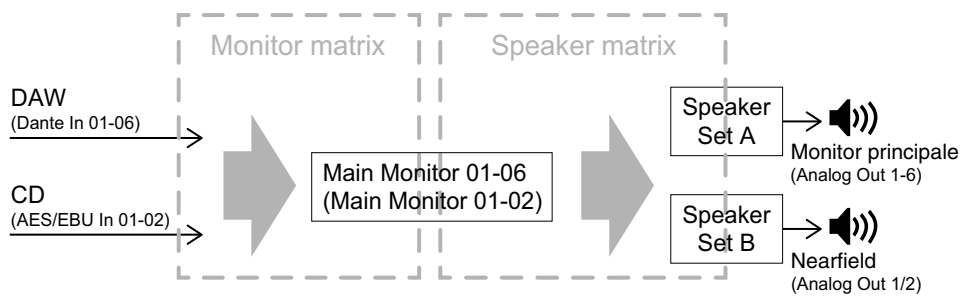 Monitor matrix
Speaker matrix
DAW
(Dante In 01-06)
CD
(AES/EBU In 01-02)
Main Monitor 01-06
(Main Monitor 01-02)
Speaker
Set A
Monitor principale
(Analog Out 1-6)
Speaker
Set B
Nearfield
(Analog Out 1/2)